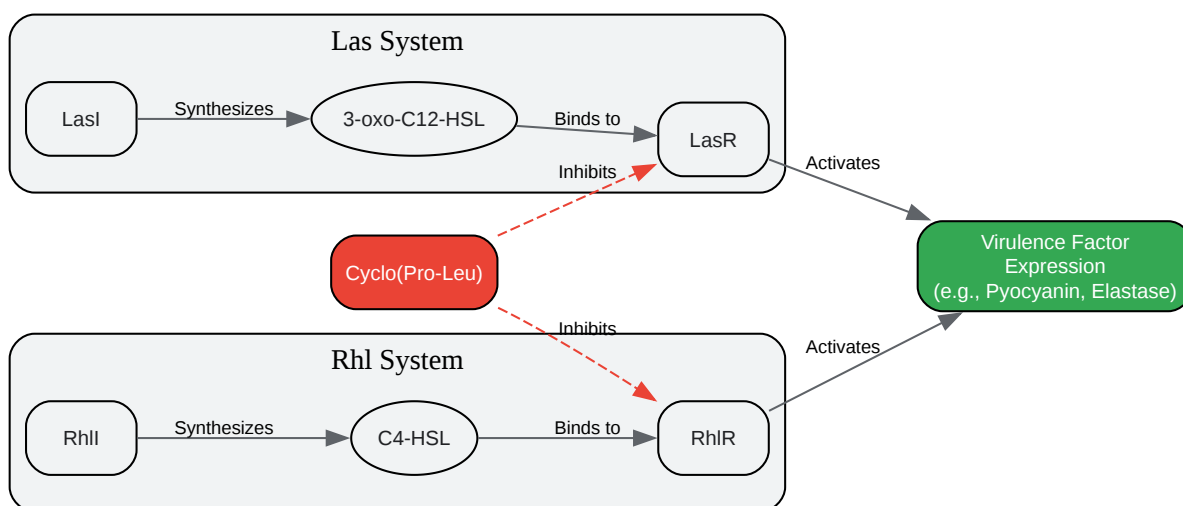 Las System
LasI
Synthesizes
3-oxo-C12-HSL
Binds to
LasR
Inhibits
Activates
Cyclo(Pro-Leu)
Virulence Factor
Expression
(e.g., Pyocyanin, Elastase)
Inhibits
Rhl System
RhlI
Synthesizes
C4-HSL
Binds to
RhlR
Activates